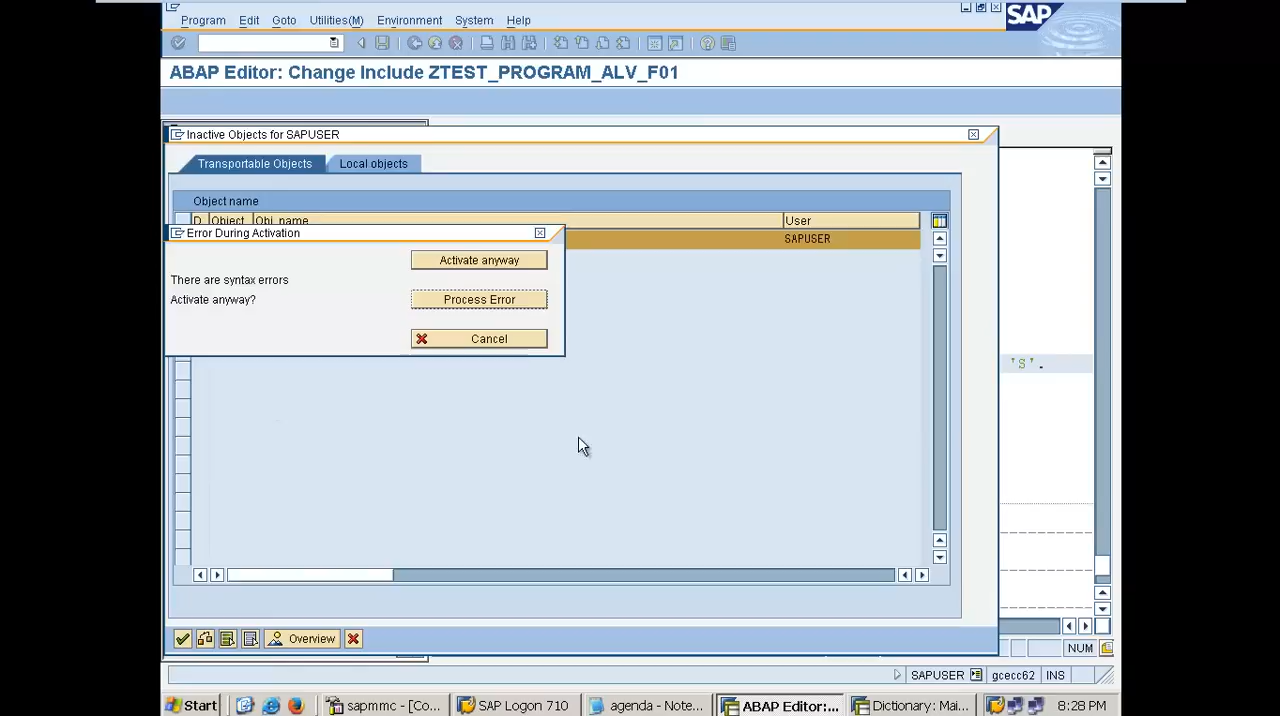 Program Edit Goto Utilities(M) Environment System Help
SAP
ABAP Editor: Change Include ZTEST_PROGRAM_ALV_F01
Inactive Objects for SAPUSER
Transportable Objects Local objects
Object name
D Object Obj. name User
SAPUSER
Error During Activation
Activate anyway
There are syntax errors
Activate anyway?
Process Error
Cancel
'S'.
Overview
NUM
SAPUSER gcecc62 INS
Start sapmmc - [Co... SAP Logon 710 agenda - Note... ABAP Editor:... Dictionary: Mai... 8:28 PM